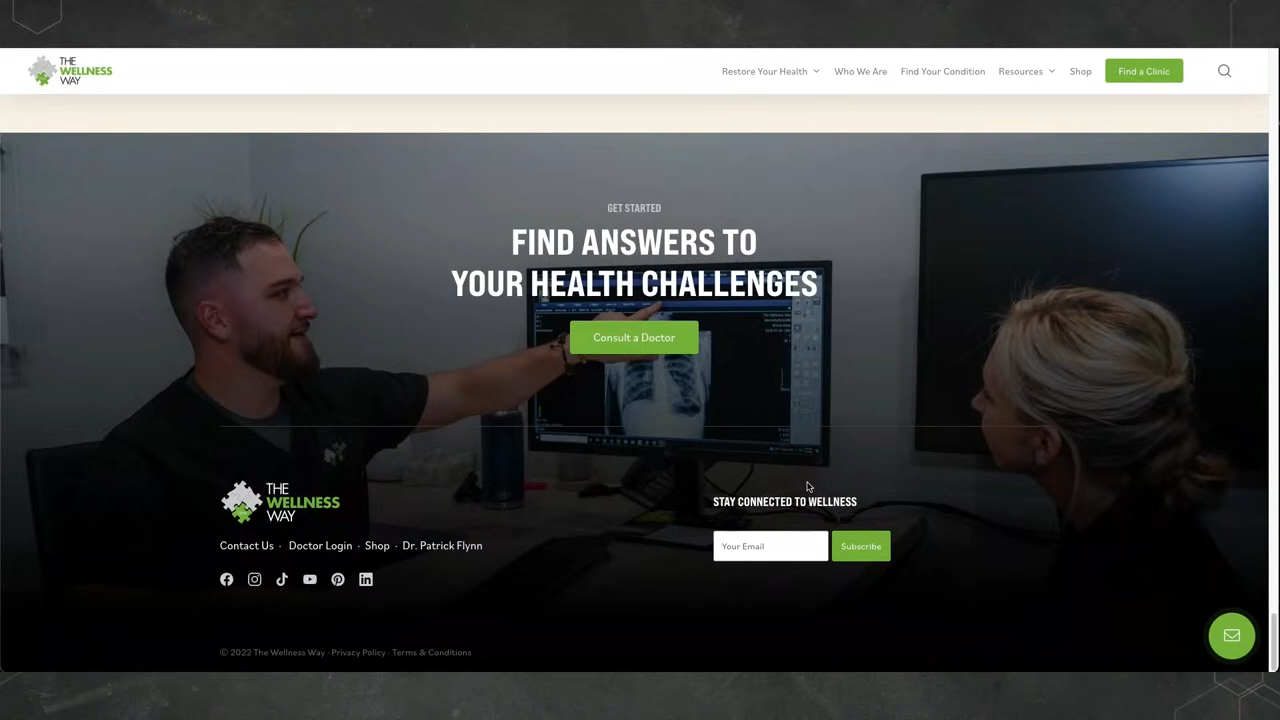 THE
WELLNESS
WAY
Restore Your Health
Who We Are
Find Your Condition
Resources
Shop
Find a Clinic
GET STARTED
FIND ANSWERS TO
YOUR HEALTH CHALLENGES
Consult a Doctor
THE
WELLNESS
WAY
STAY CONNECTED TO WELLNESS
Contact Us · Doctor Login · Shop · Dr. Patrick Flynn
Your Email
Subscribe
© 2022 The Wellness Way · Privacy Policy · Terms & Conditions